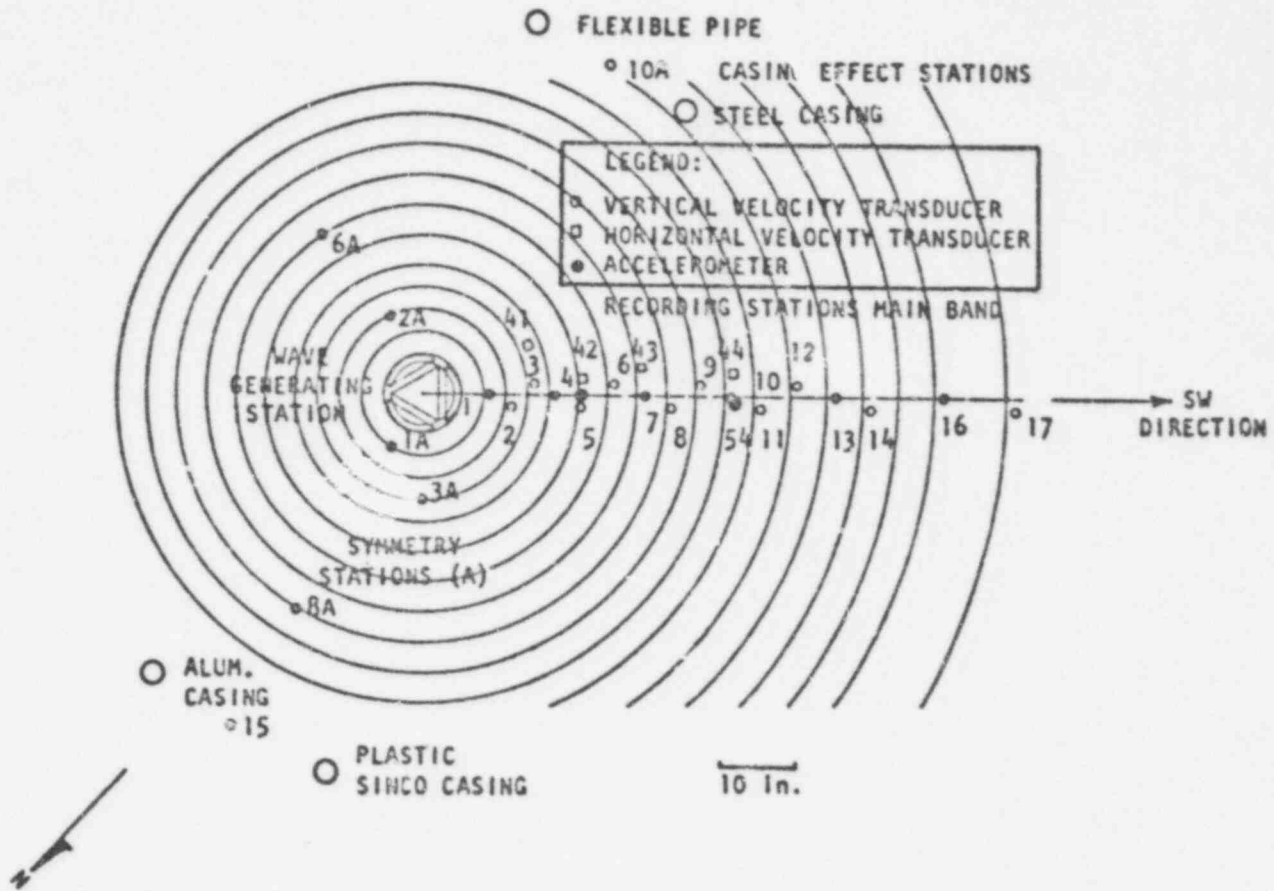 FLEXIBLE PIPE
10A CASIN EFFECT STATIONS
STEEL CASING
LEGEND:
VERTICAL VELOCITY TRANSDUCER
HORIZONTAL VELOCITY TRANSDUCER
ACCELEROMETER
RECORDING STATIONS MAIN BAND
6A
2A
41
42
43
44
12
3
4
6
9
10
WAVE
GENERATING
STATION
1
2
5
7
8
54
11
13
14
16
17
SW
DIRECTION
1A
3A
SYMMETRY
STATIONS (A)
8A
ALUM.
CASING
15
PLASTIC
SINCO CASING
10 in.
N